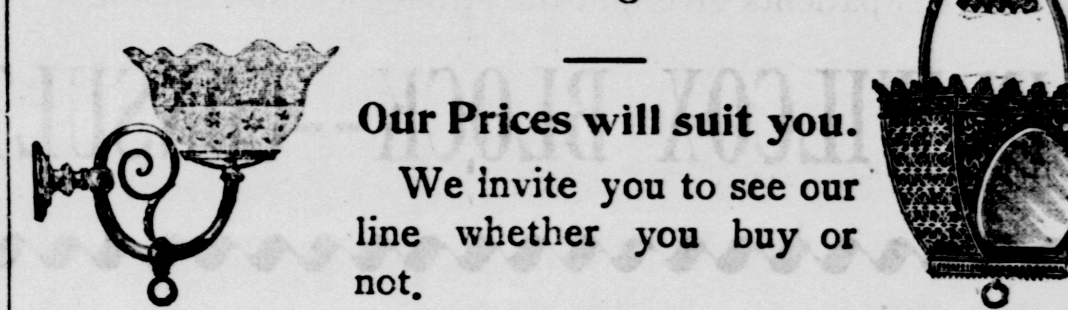 Our Prices will suit you.
We invite you to see our
line whether you buy or
not.